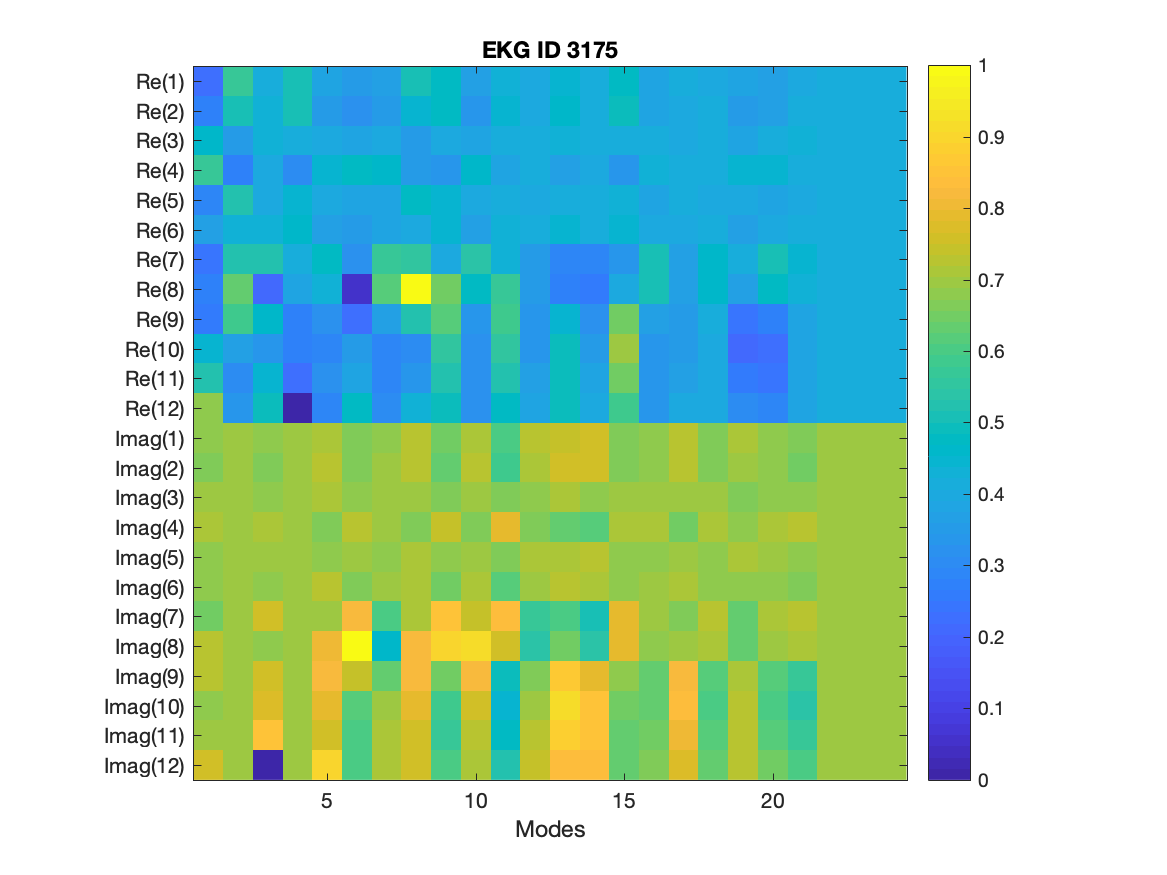 EKG ID 3175
Re(1)
Re(2)
Re(3)
Re(4)
Re(5)
Re(6)
Re(7)
Re(8)
Re(9)
Re(10)
Re(11)
Re(12)
Imag(1)
Imag(2)
Imag(3)
Imag(4)
Imag(5)
Imag(6)
Imag(7)
Imag(8)
Imag(9)
Imag(10)
Imag(11)
Imag(12)
5 10 15 20
Modes
1
0.9
0.8
0.7
0.6
0.5
0.4
0.3
0.2
0.1
0